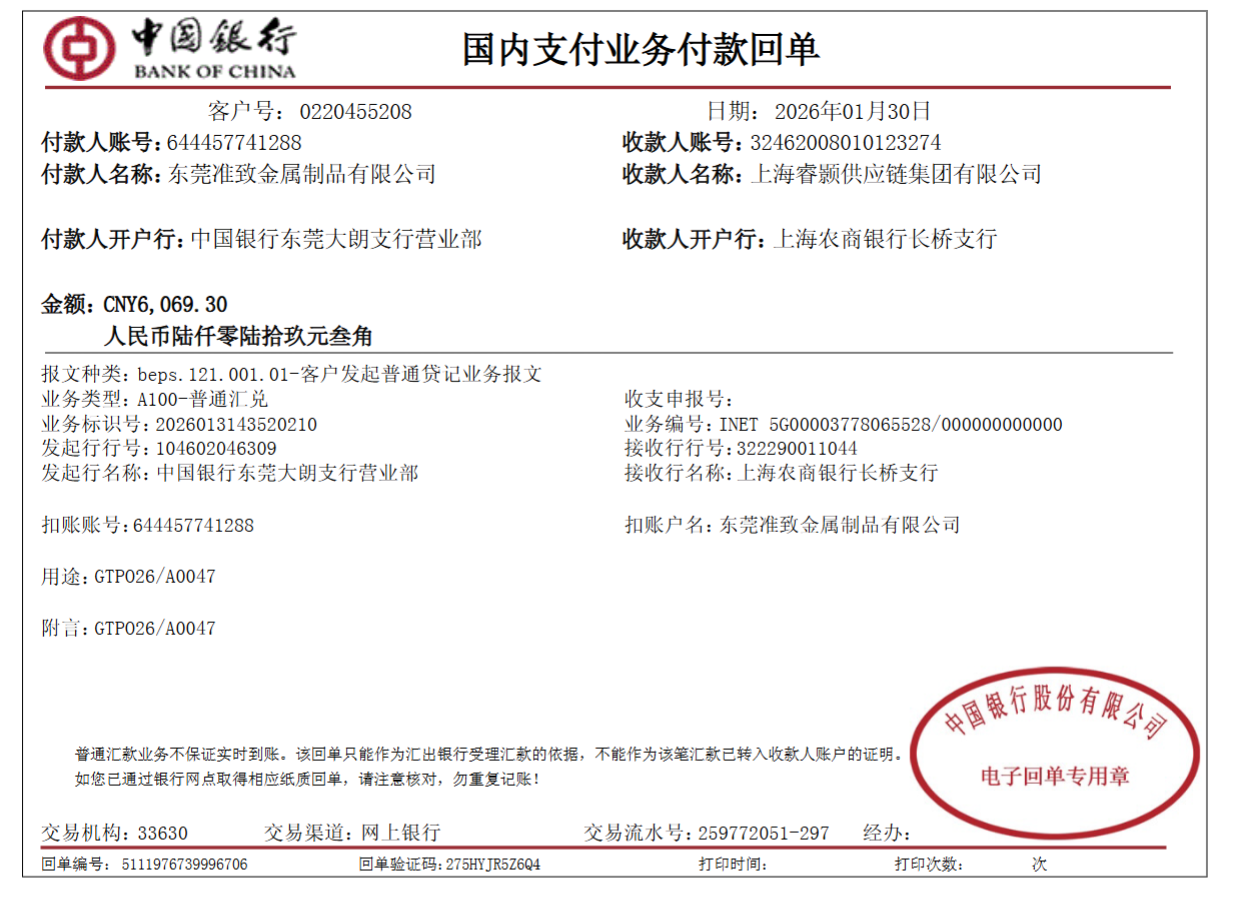 中国銀行
BANK OF CHINA
国内支付业务付款回单
客户号: 0220455208 日期: 2026年01月30日
付款人账号: 644457741288 收款人账号: 32462008010123274
付款人名称: 东莞准致金属制品有限公司 收款人名称: 上海睿颢供应链集团有限公司
付款人开户行: 中国银行东莞大朗支行营业部 收款人开户行: 上海农商银行长桥支行
金额: CNY6,069.30
人民币陆仟零陆拾玖元叁角
报文种类: beps.121.001.01-客户发起普通贷记业务报文
业务类型: A100-普通汇兑 收支申报号:
业务标识号: 2026013143520210 业务编号: INET 5G00003778065528/000000000000
发起行行号: 104602046309 接收行行号: 322290011044
发起行名称: 中国银行东莞大朗支行营业部 接收行名称: 上海农商银行长桥支行
扣账账号: 644457741288 扣账户名: 东莞准致金属制品有限公司
用途: GTPO26/A0047
附言: GTPO26/A0047
中国银行股份有限公司
电子回单专用章
普通汇款业务不保证实时到账。该回单只能作为汇出银行受理汇款的依据，不能作为该笔汇款已转入收款人账户的证明。
如您已通过银行网点取得相应纸质回单，请注意核对，勿重复记账！
交易机构: 33630 交易渠道: 网上银行 交易流水号: 259772051-297 经办:
回单编号: 5111976739996706 回单验证码: 275HYJR5Z6Q4 打印时间: 打印次数: 次